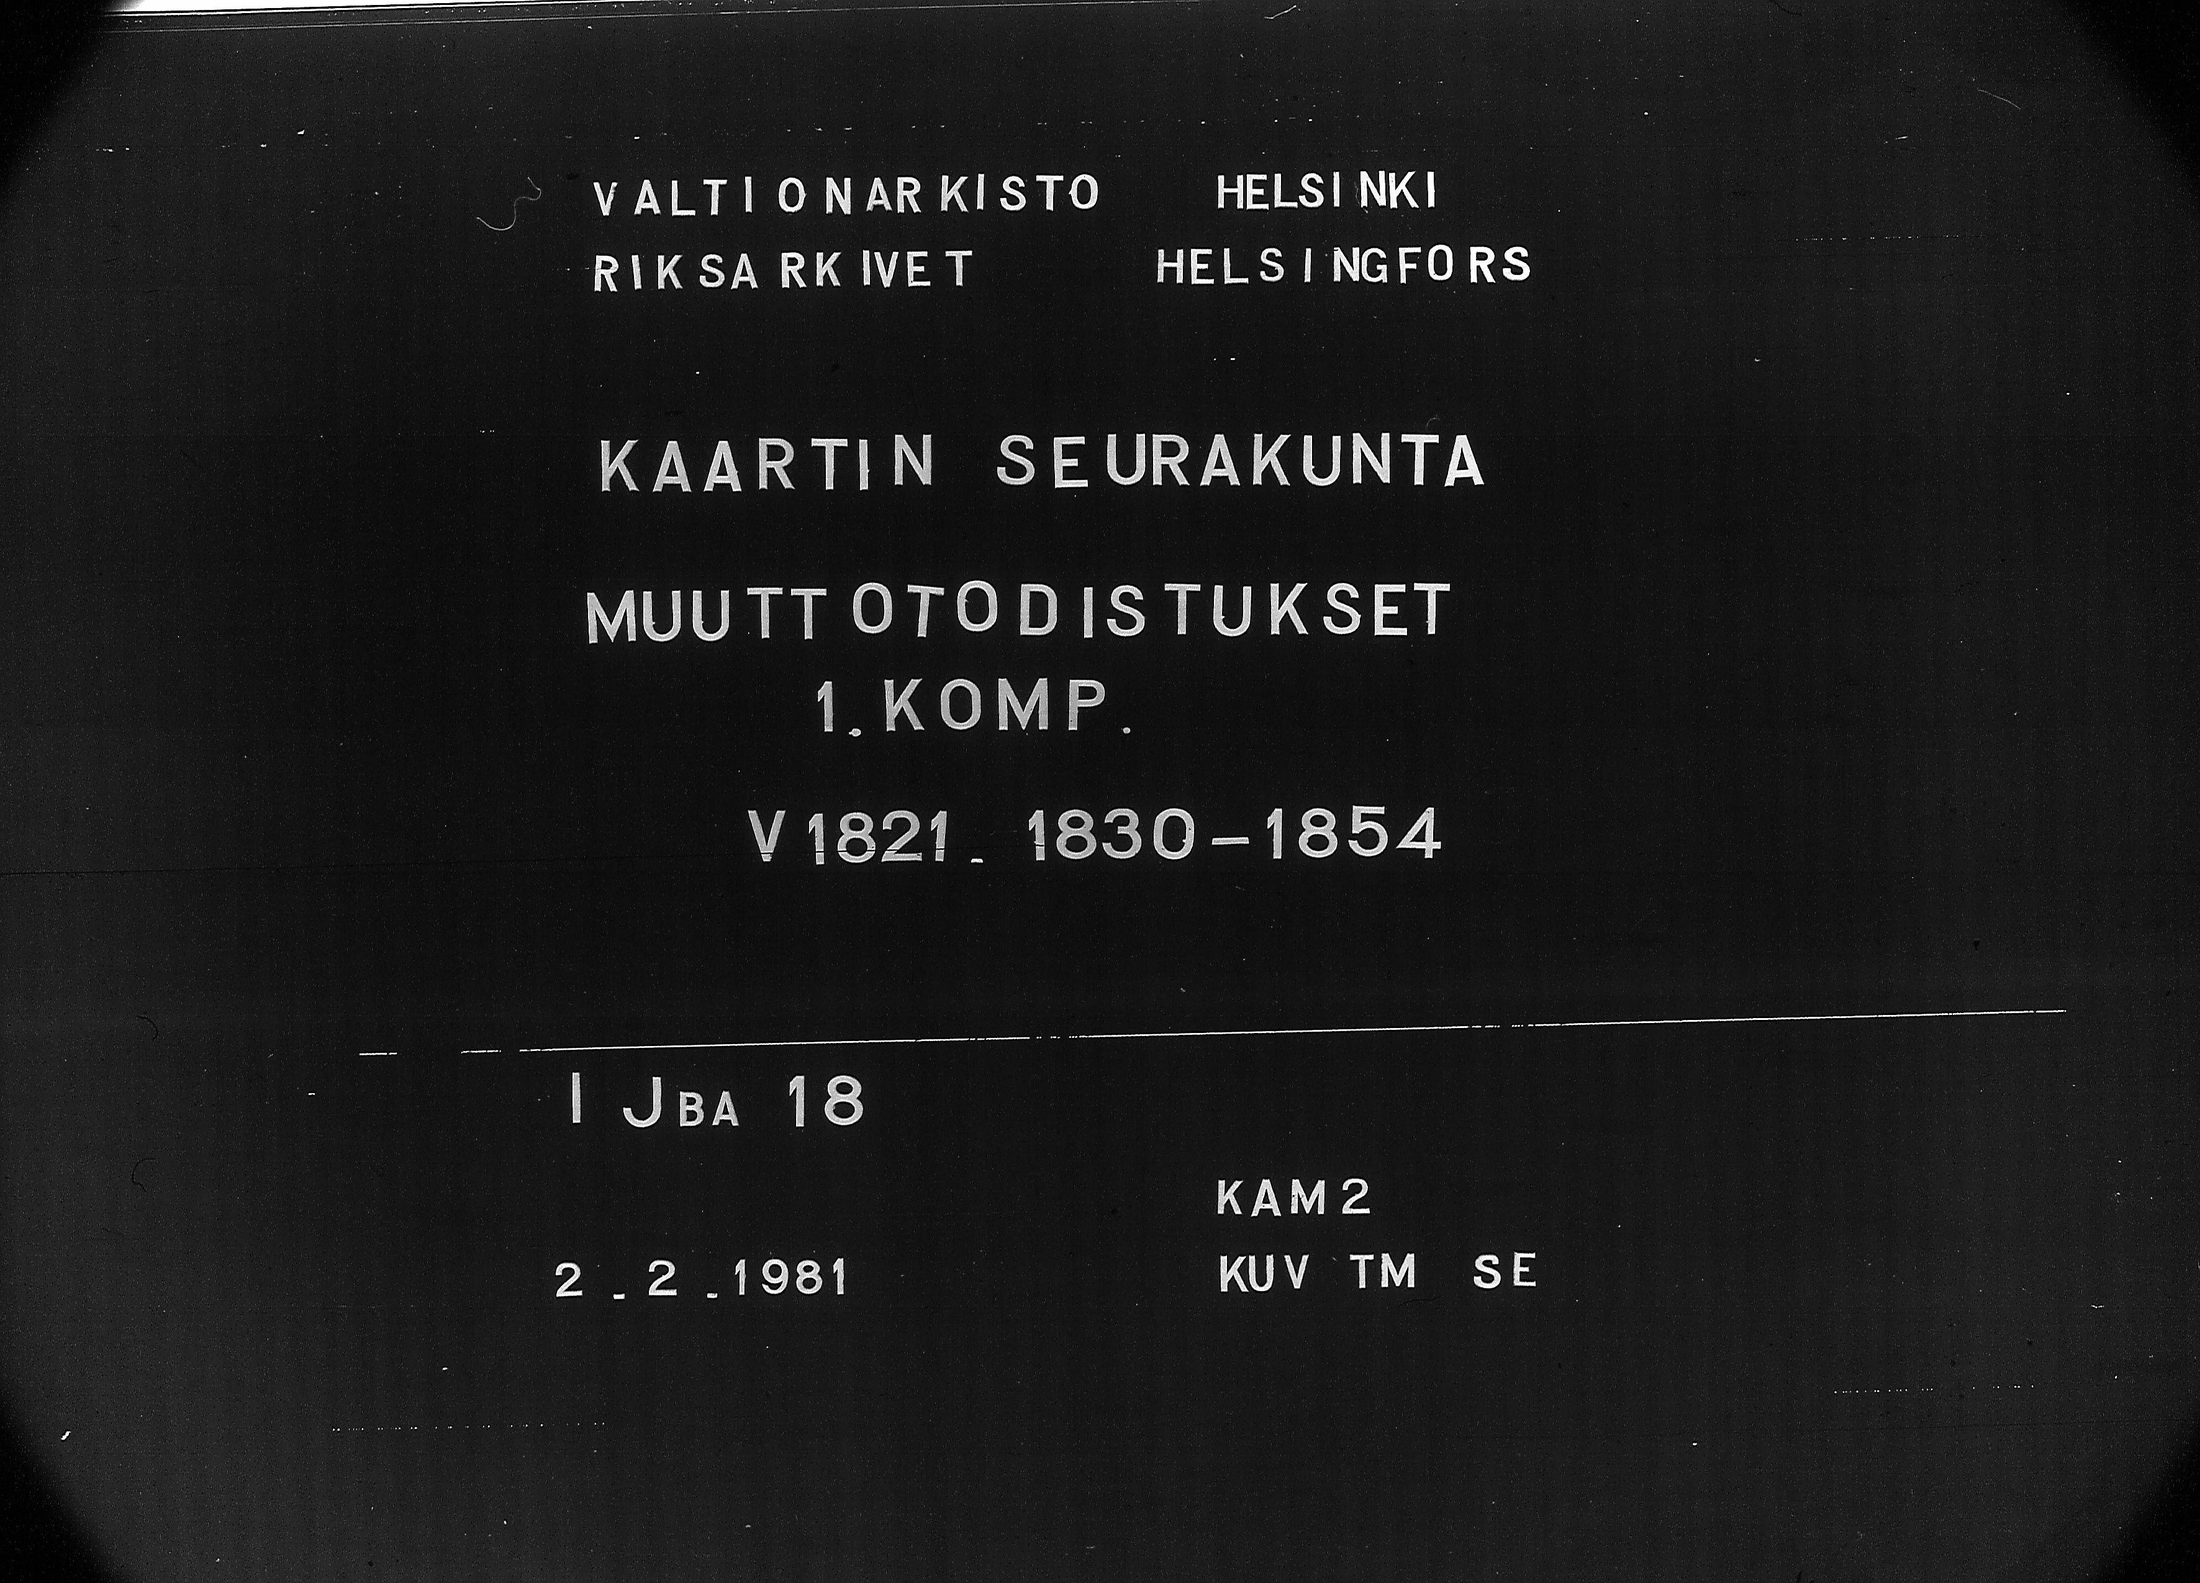 VALTIONARKISTO HELSINKI
RIKSARKIVET HELSINGFORS
KAARTIN SEURAKUNTA
MUUTTOTODISTUKSET
1. KOMP.
V 1821. 1830-1854
I JBA 18
KAM2
2.2.1981 KUV TM SE